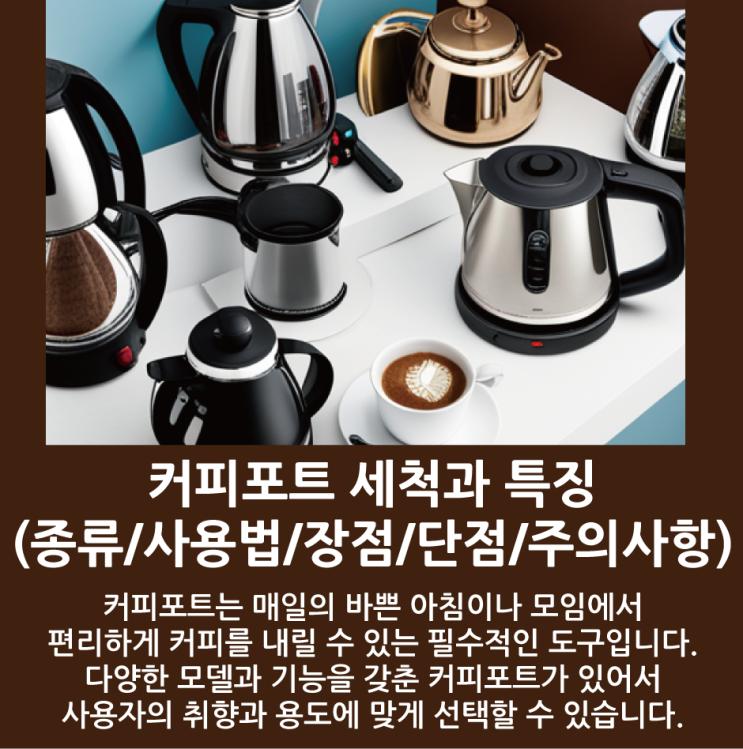 커피포트 세척과 특징
(종류/사용법/장점/단점/주의사항)
커피포트는 매일의 바쁜 아침이나 모임에서
편리하게 커피를 내릴 수 있는 필수적인 도구입니다.
다양한 모델과 기능을 갖춘 커피포트가 있어서
사용자의 취향과 용도에 맞게 선택할 수 있습니다.